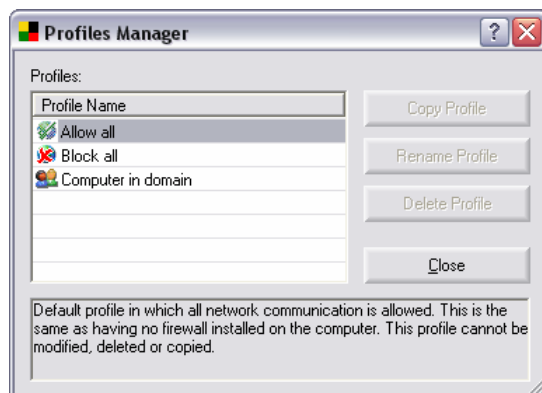 Profiles Manager
?
Profiles:
Profile Name
Allow all
Block all
Computer in domain
Copy Profile
Rename Profile
Delete Profile
Close
Default profile in which all network communication is allowed. This is the
same as having no firewall installed on the computer. This profile cannot be
modified, deleted or copied.